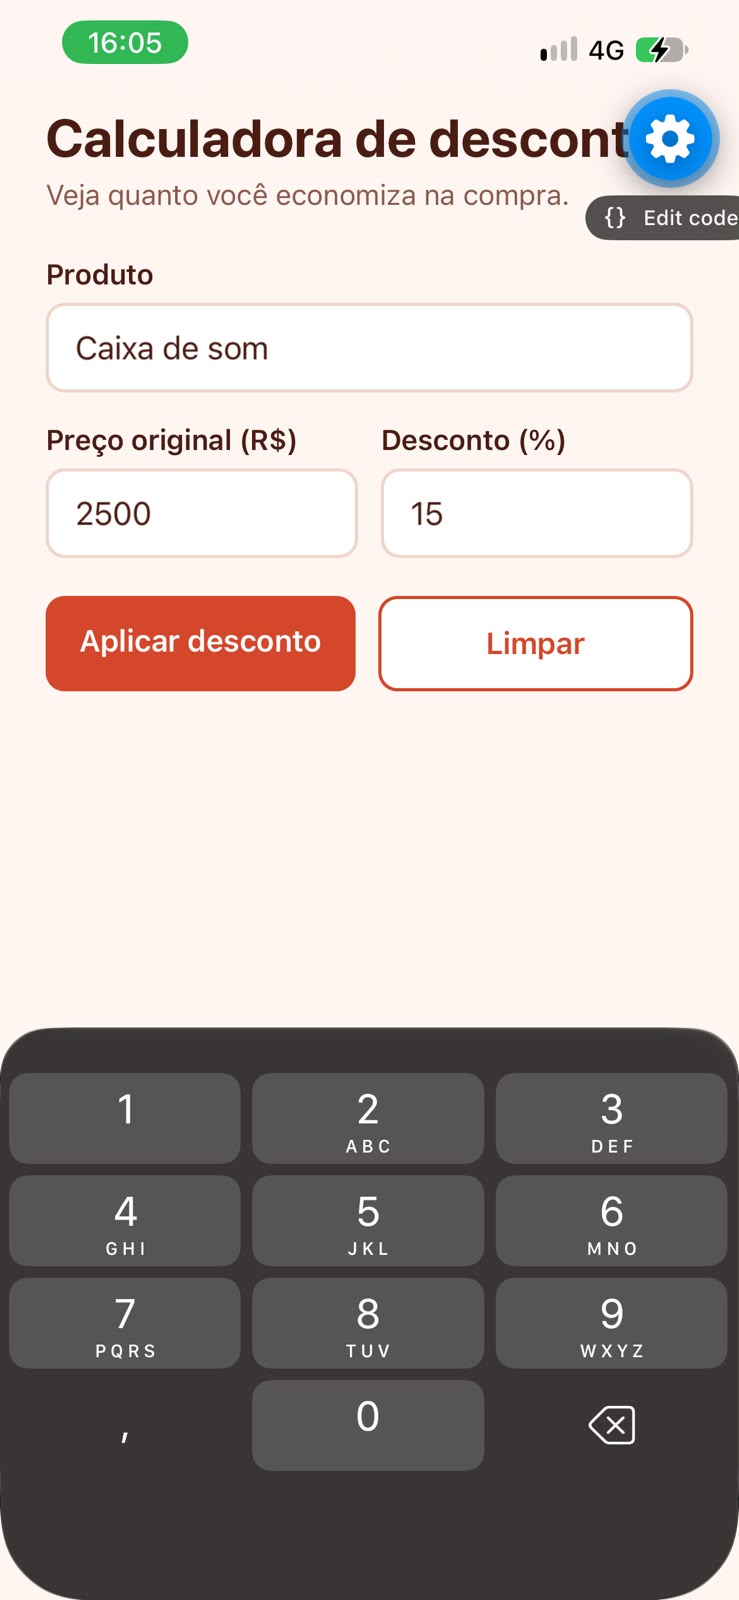 16:05
4G
Calculadora de descont
Veja quanto você economiza na compra.
{} Edit code
Produto
Caixa de som
Preço original (R$) Desconto (%)
2500 15
Aplicar desconto Limpar
1 2 3
ABC DEF
4 5 6
GHI JKL MNO
7 8 9
PQRS TUV WXYZ
, 0